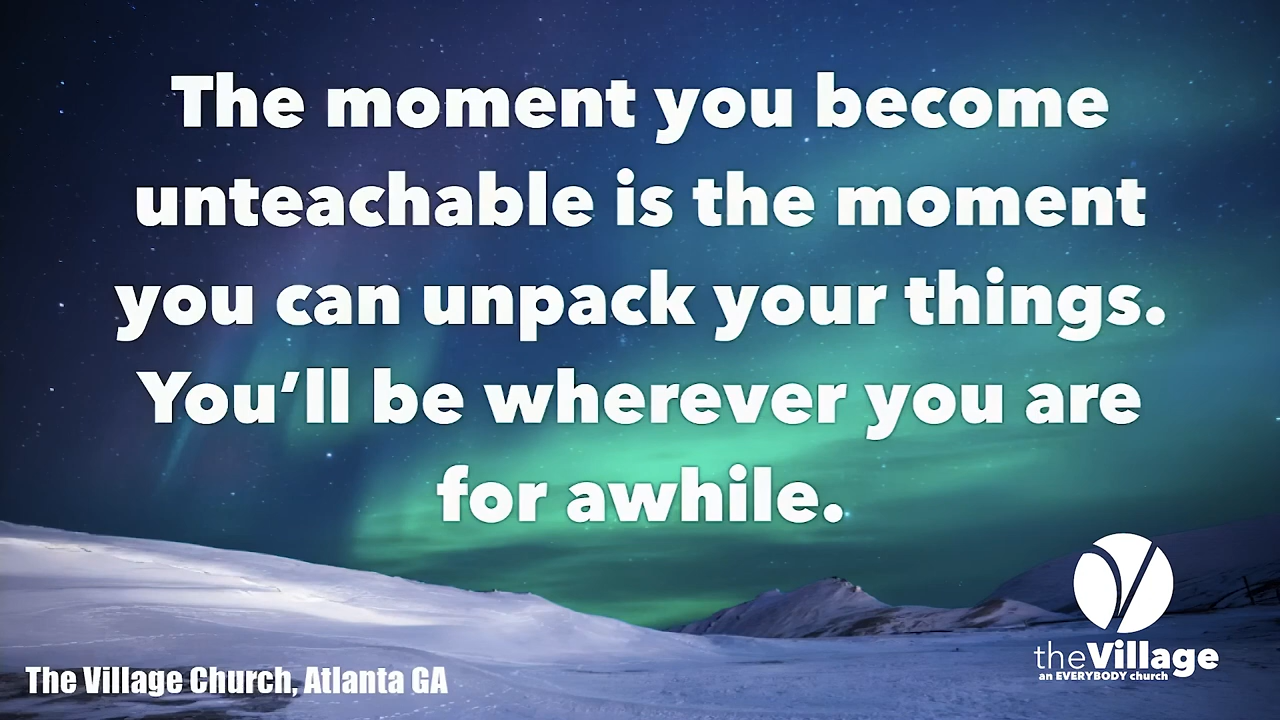 The moment you become
unteachable is the moment
you can unpack your things.
You’ll be wherever you are
for awhile.
theVillage
an EVERYBODY church
The Village Church, Atlanta GA